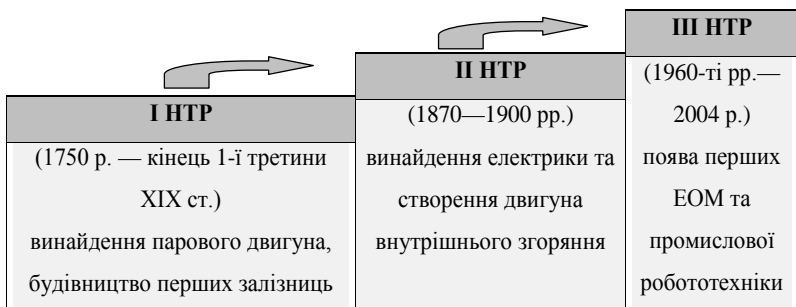 І НТР
(1750 р. — кінець 1-ї третини
ХІХ ст.)
винайдення парового двигуна,
будівництво перших залізниць
ІІ НТР
(1870—1900 рр.)
винайдення електрики та
створення двигуна
внутрішнього згоряння
ІІІ НТР
(1960-ті рр.—
2004 р.)
поява перших
ЕОМ та
промислової
робототехніки